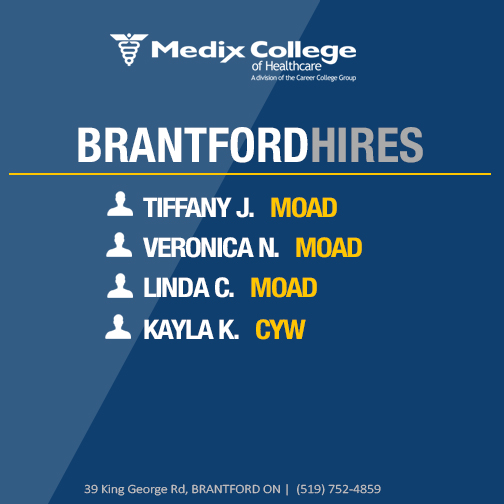 Medix College
of Healthcare
A division of the Career College Group
BRANTFORDHIRES
TIFFANY J. MOAD
VERONICA N. MOAD
LINDA C. MOAD
KAYLA K. CYW
39 King George Rd, BRANTFORD ON | (519) 752-4859